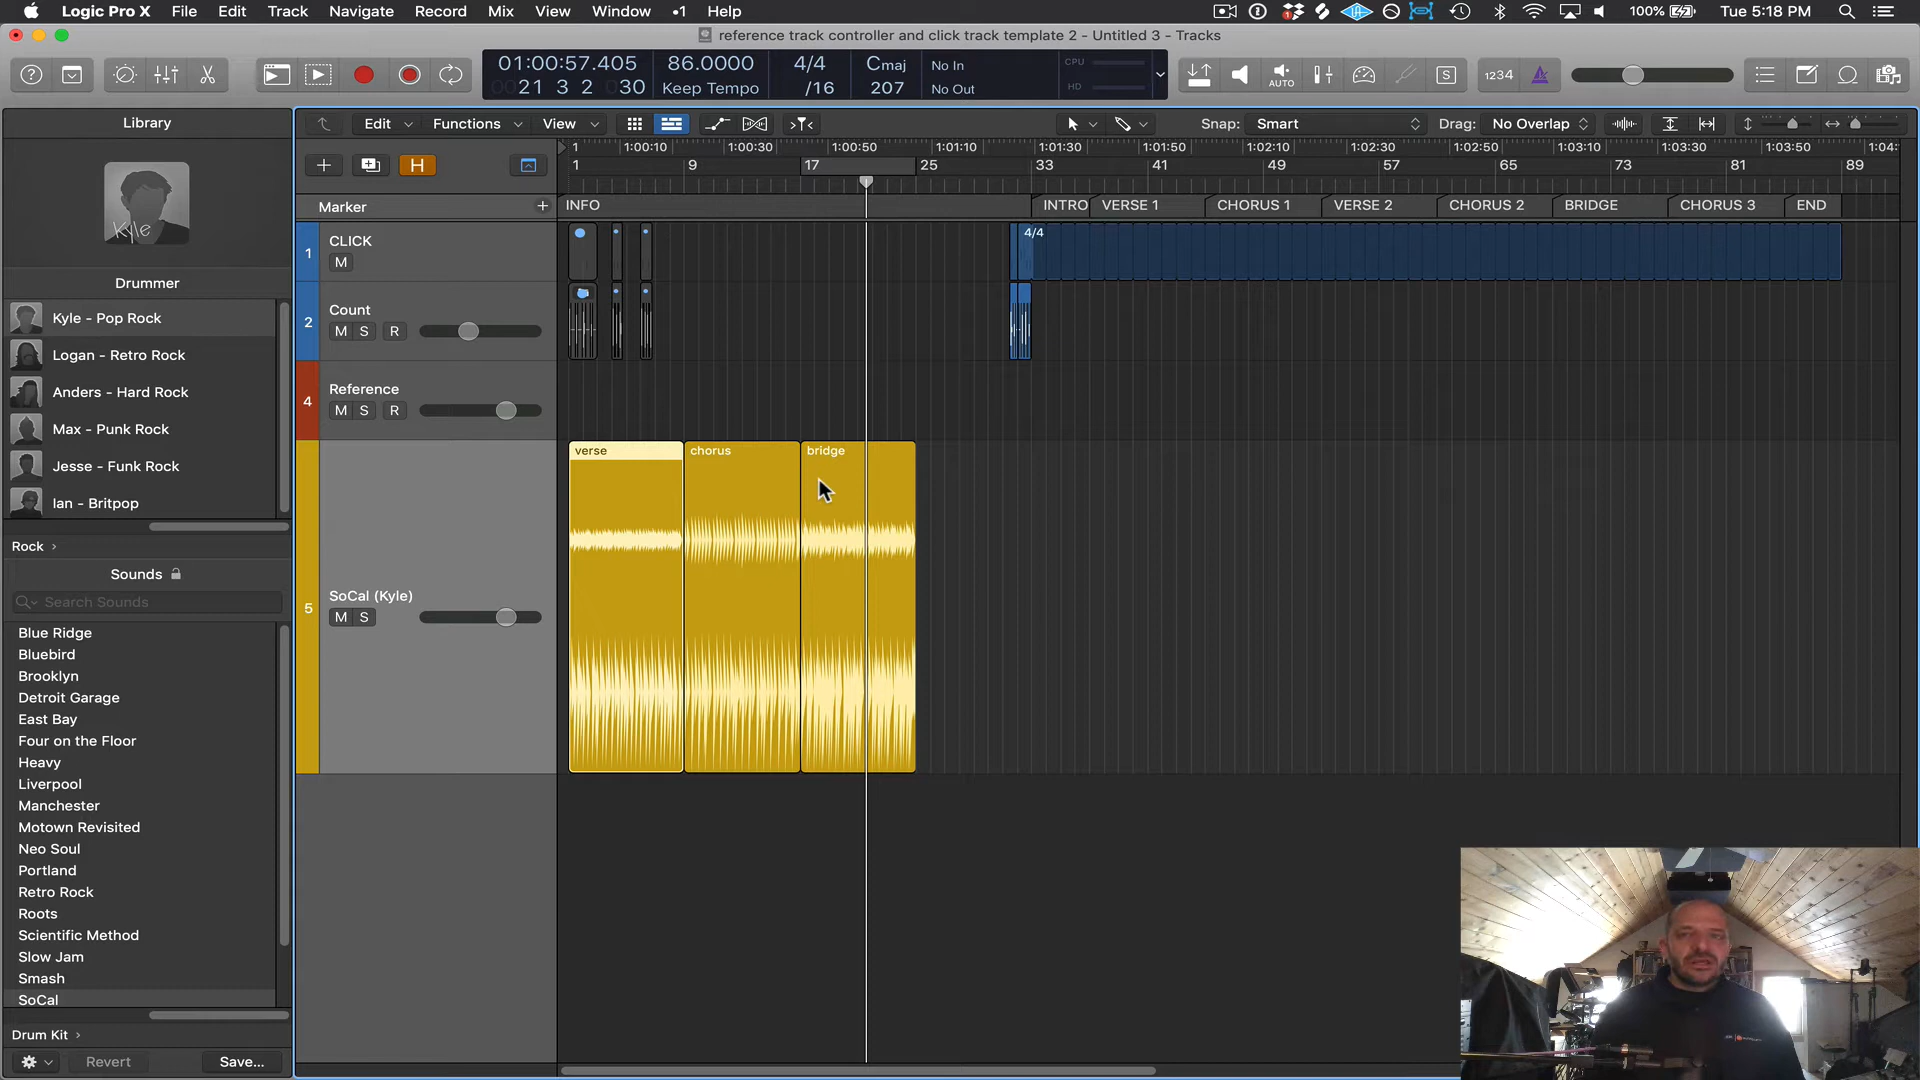 Logic Pro X File Edit Track Navigate Record Mix View Window •1 Help 100% Tue 5:18 PM
reference track controller and click track template 2 - Untitled 3 - Tracks
01:00:57.405 86.0000 4/4 Cmaj No In CPU
0021 3 2 030 Keep Tempo /16 207 No Out HD
AUTO S 1234
Library Edit Functions View Snap: Smart Drag: No Overlap
1 1:00:10 1:00:30 1:00:50 1:01:10 1:01:30 1:01:50 1:02:10 1:02:30 1:02:50 1:03:10 1:03:30 1:03:50 1:04:
1 9 17 25 33 41 49 57 65 73 81 89
H
Marker + INFO INTRO VERSE 1 CHORUS 1 VERSE 2 CHORUS 2 BRIDGE CHORUS 3 END
Kyle
1 CLICK 4/4
M
Drummer
Kyle - Pop Rock
Logan - Retro Rock
Anders - Hard Rock
Max - Punk Rock
Jesse - Funk Rock
Ian - Britpop
2 Count
M S R
4 Reference
M S R
verse chorus bridge
5 SoCal (Kyle)
M S
Rock
Sounds
Search Sounds
Blue Ridge
Bluebird
Brooklyn
Detroit Garage
East Bay
Four on the Floor
Heavy
Liverpool
Manchester
Motown Revisited
Neo Soul
Portland
Retro Rock
Roots
Scientific Method
Slow Jam
Smash
SoCal
Drum Kit
Revert Save...